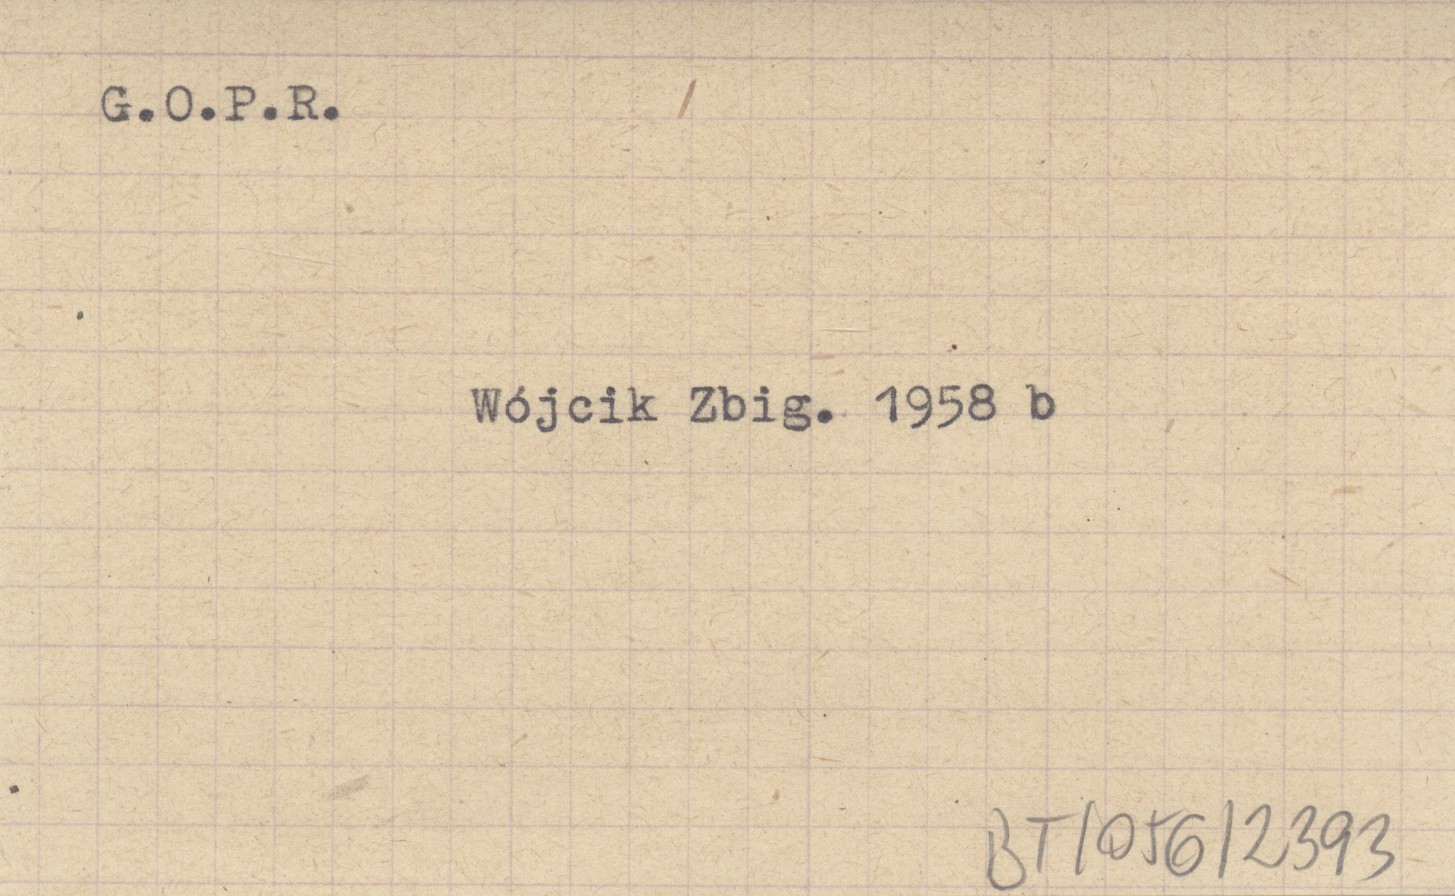 G.O.P.R.
Wójcik Zbig. 1958 b
BT/056/2393